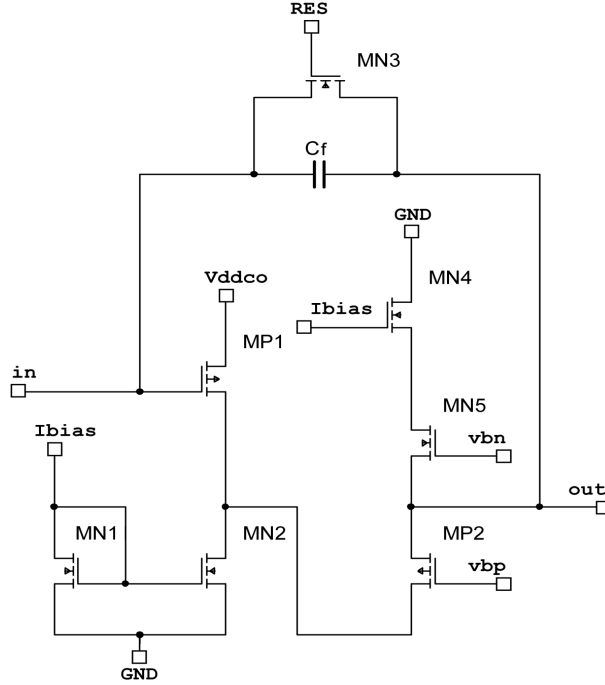 RES
MN3
Cf
GND
MN4
Vddco
Ibias
MP1
in
MN5
Ibias
vbn
out
MN1
MN2
MP2
vbp
GND